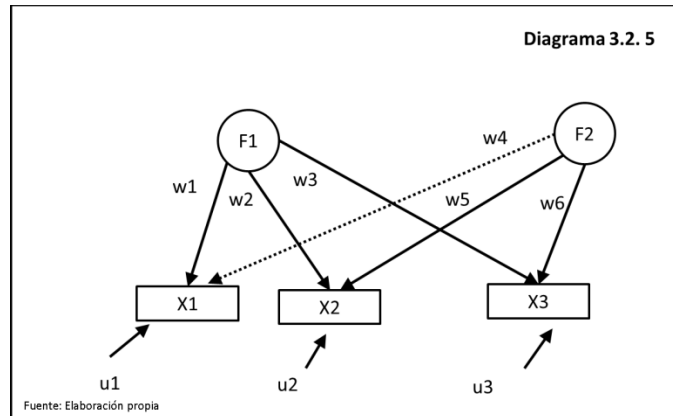 Diagrama 3.2. 5
F1
F2
w4
w1
w2
w3
w5
w6
X1
X2
X3
u1
u2
u3
Fuente: Elaboración propia